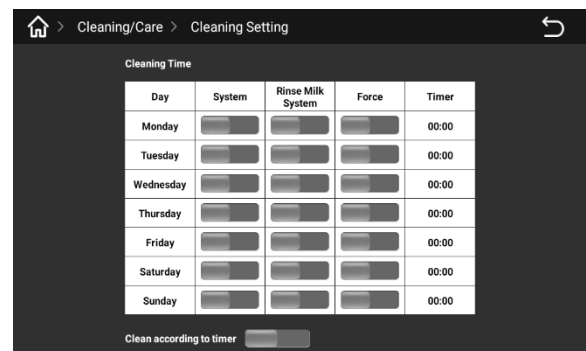 > Cleaning/Care > Cleaning Setting
Cleaning Time
Day System Rinse Milk System Force Timer
Monday 00:00
Tuesday 00:00
Wednesday 00:00
Thursday 00:00
Friday 00:00
Saturday 00:00
Sunday 00:00
Clean according to timer